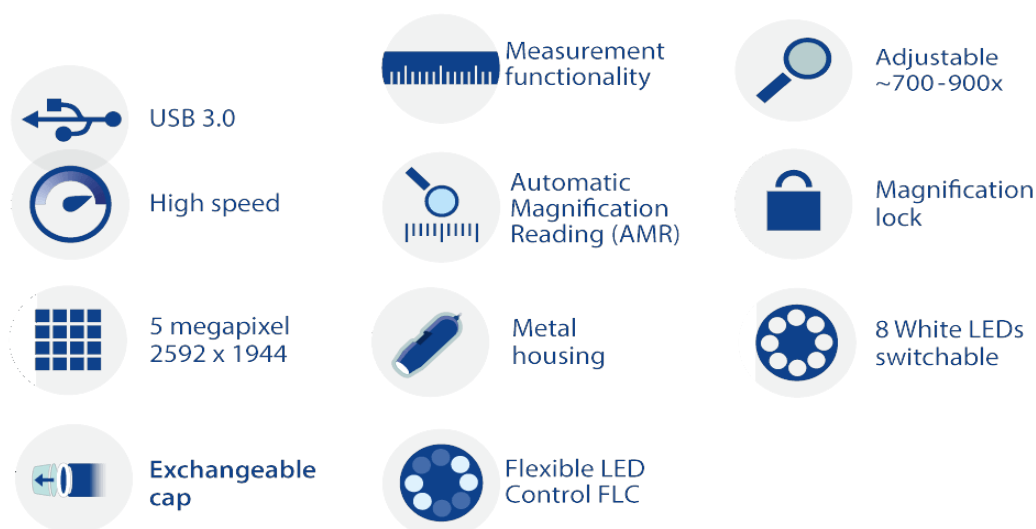 USB 3.0
High speed
5 megapixel
2592 x 1944
Exchangeable
cap
Measurement
functionality
Automatic
Magnification
Reading (AMR)
Metal
housing
Flexible LED
Control FLC
Adjustable
~700-900x
Magnification
lock
8 White LEDs
switchable